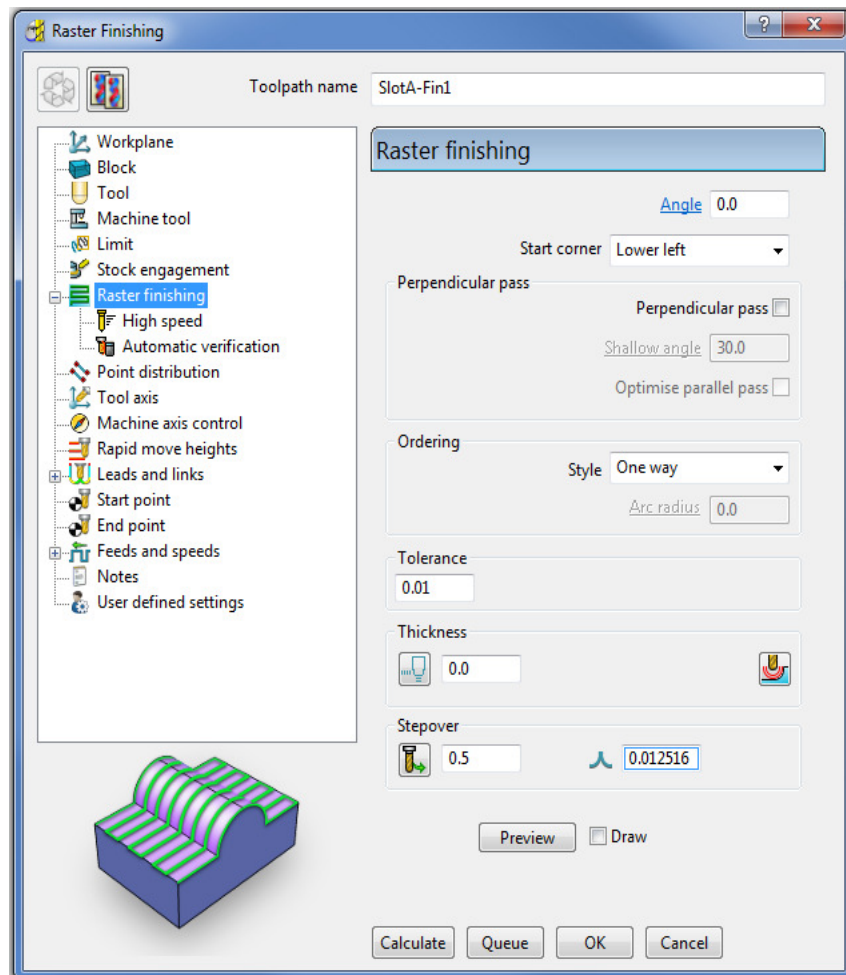 Raster Finishing
Toolpath name SlotA-Fin1
Workplane
Block
Tool
Machine tool
Limit
Stock engagement
Raster finishing
High speed
Automatic verification
Point distribution
Tool axis
Machine axis control
Rapid move heights
Leads and links
Start point
End point
Feeds and speeds
Notes
User defined settings
Raster finishing
Angle 0.0
Start corner Lower left
Perpendicular pass
Perpendicular pass
Shallow angle 30.0
Optimise parallel pass
Ordering
Style One way
Arc radius 0.0
Tolerance
0.01
Thickness
0.0
Stepover
0.5 0.012516
Preview Draw
Calculate Queue OK Cancel